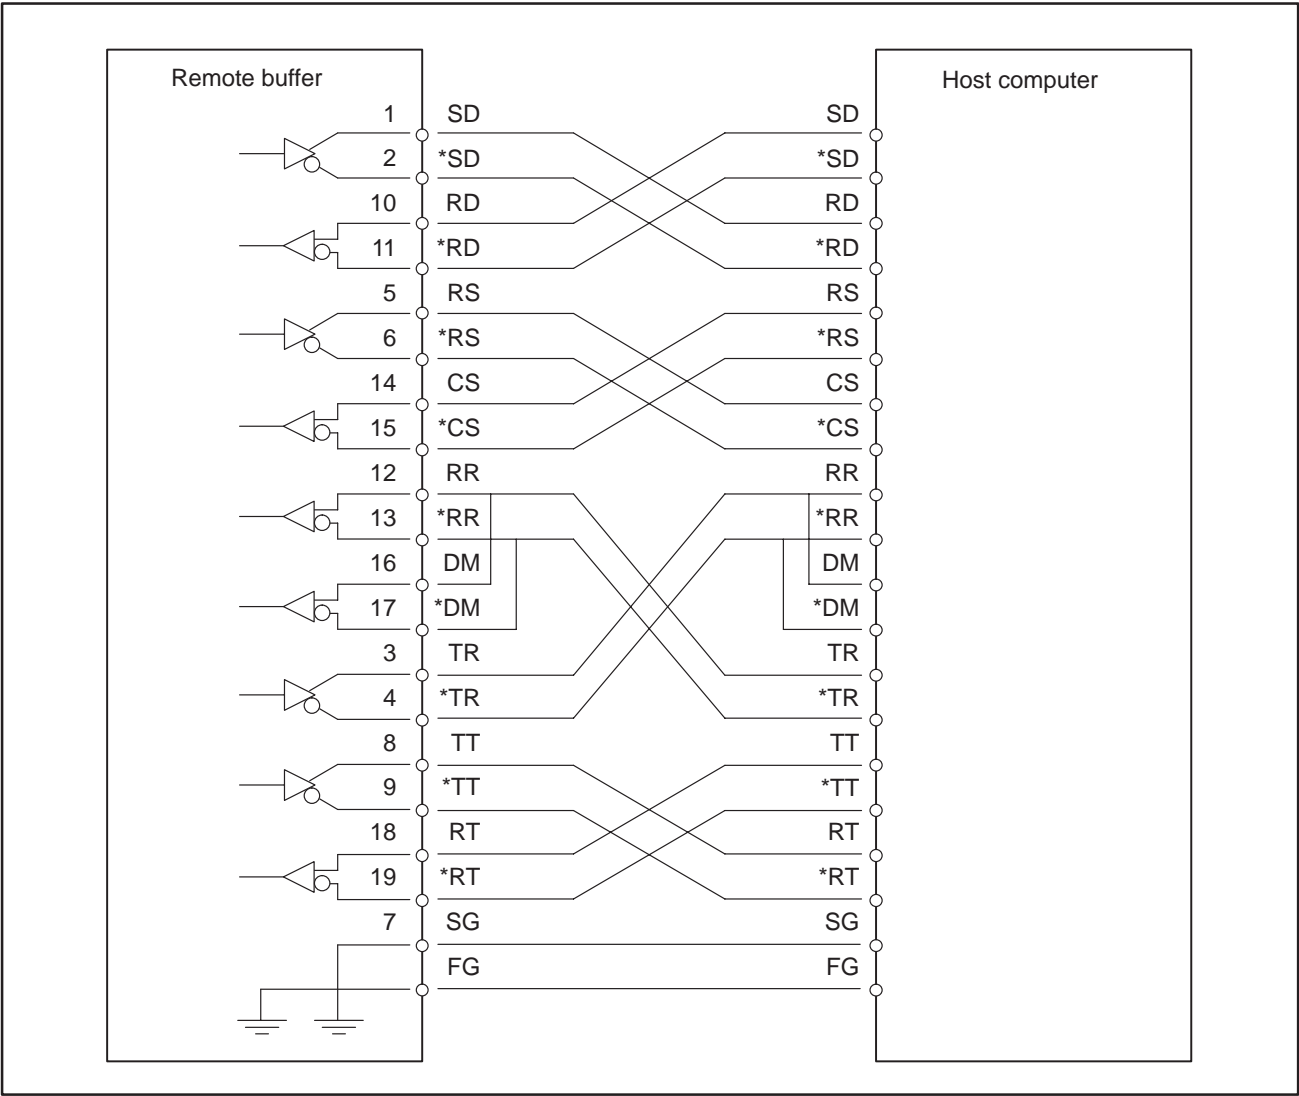 Remote buffer Host computer
1 SD SD
2 *SD *SD
10 RD RD
11 *RD *RD
5 RS RS
6 *RS *RS
14 CS CS
15 *CS *CS
12 RR RR
13 *RR *RR
16 DM DM
17 *DM *DM
3 TR TR
4 *TR *TR
8 TT TT
9 *TT *TT
18 RT RT
19 *RT *RT
7 SG SG
FG FG